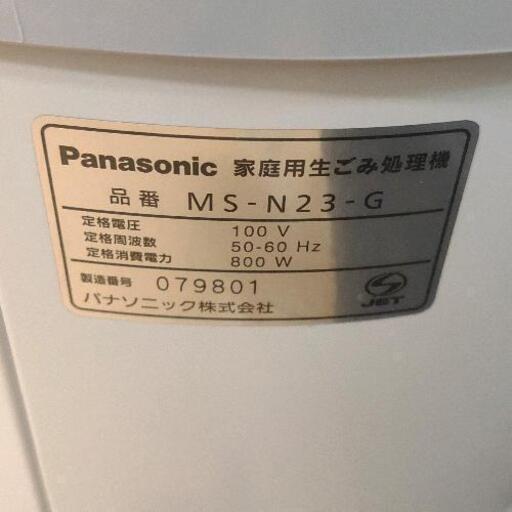 Panasonic 家庭用生ごみ処理機
品番 MS-N23-G
定格電圧 100 V
定格周波数 50-60 Hz
定格消費電力 800 W
製造番号 079801
パナソニック株式会社
JET